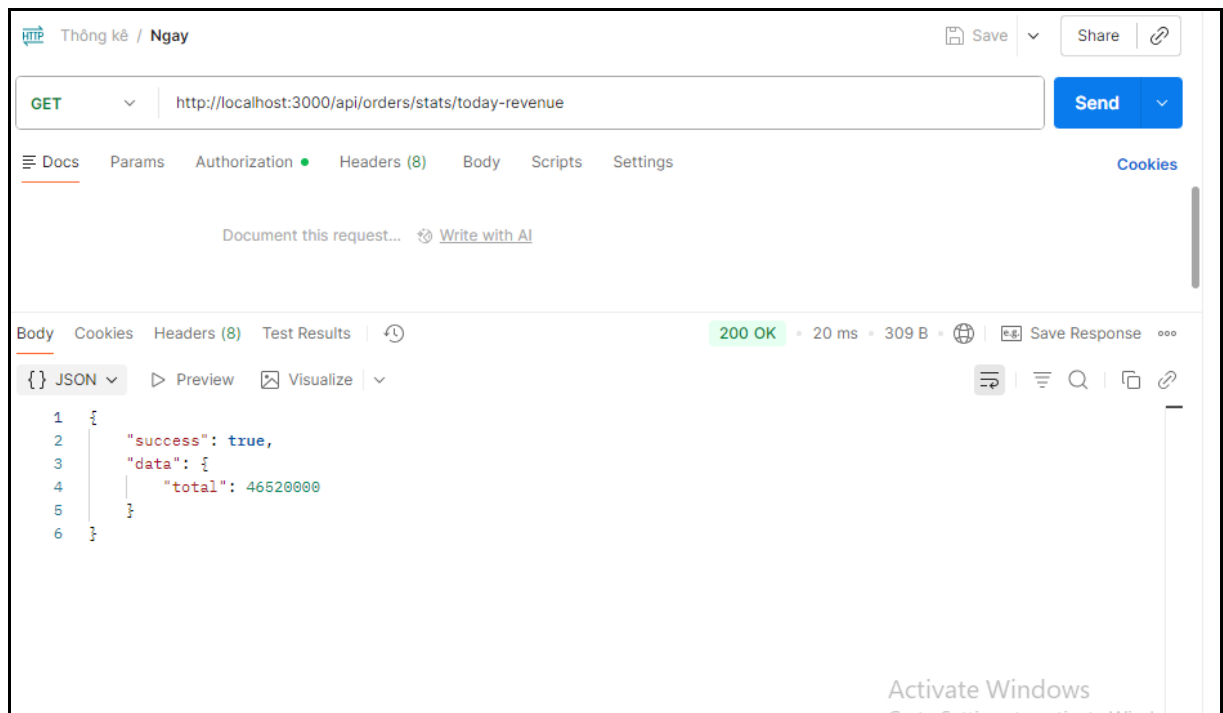 HTTP Thông kê / Ngay Save Share
GET http://localhost:3000/api/orders/stats/today-revenue Send
Docs Params Authorization Headers (8) Body Scripts Settings Cookies
Document this request... Write with AI
Body Cookies Headers (8) Test Results 200 OK • 20 ms • 309 B • e.g. Save Response
{} JSON Preview Visualize
1 {
2 "success": true,
3 "data": {
4 "total": 46520000
5 }
6 }
Activate Windows